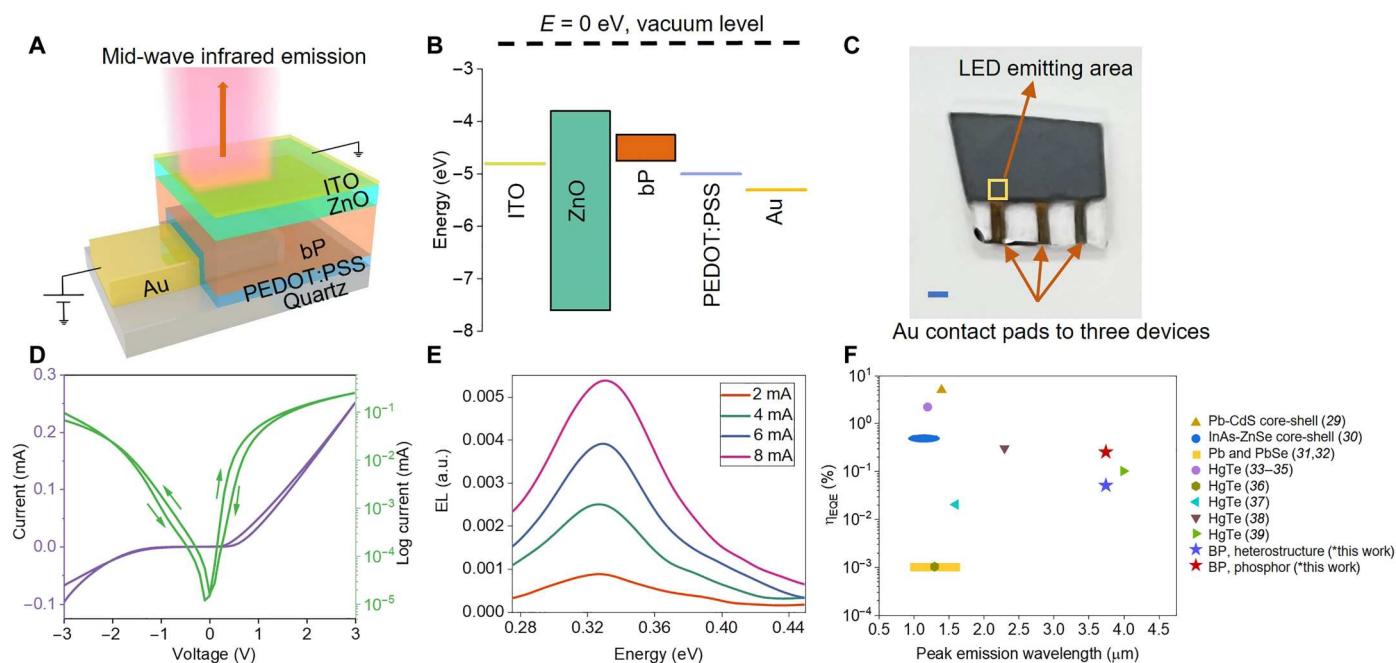 A
Mid-wave infrared emission
ITO
ZnO
bP
PEDOT:PSS
Au
Quartz
B
E = 0 eV, vacuum level
Energy (eV)
−3
−4
−5
−6
−7
−8
ITO
ZnO
bP
PEDOT:PSS
Au
C
LED emitting area
Au contact pads to three devices
D
Current (mA)
0.3
0.2
0.1
0.0
−0.1
Log current (mA)
10⁻¹
10⁻²
10⁻³
10⁻⁴
10⁻⁵
−3 −2 −1 0 1 2 3
Voltage (V)
E
EL (a.u.)
0.005
0.004
0.003
0.002
0.001
0.000
2 mA
4 mA
6 mA
8 mA
0.28 0.32 0.36 0.40 0.44
Energy (eV)
F
ηEQE (%)
10¹
10⁰
10⁻¹
10⁻²
10⁻³
10⁻⁴
0.5 1.0 1.5 2.0 2.5 3.0 3.5 4.0 4.5
Peak emission wavelength (μm)
Pb-CdS core-shell (29)
InAs-ZnSe core-shell (30)
Pb and PbSe (31,32)
HgTe (33–35)
HgTe (36)
HgTe (37)
HgTe (38)
HgTe (39)
BP, heterostructure (*this work)
BP, phosphor (*this work)